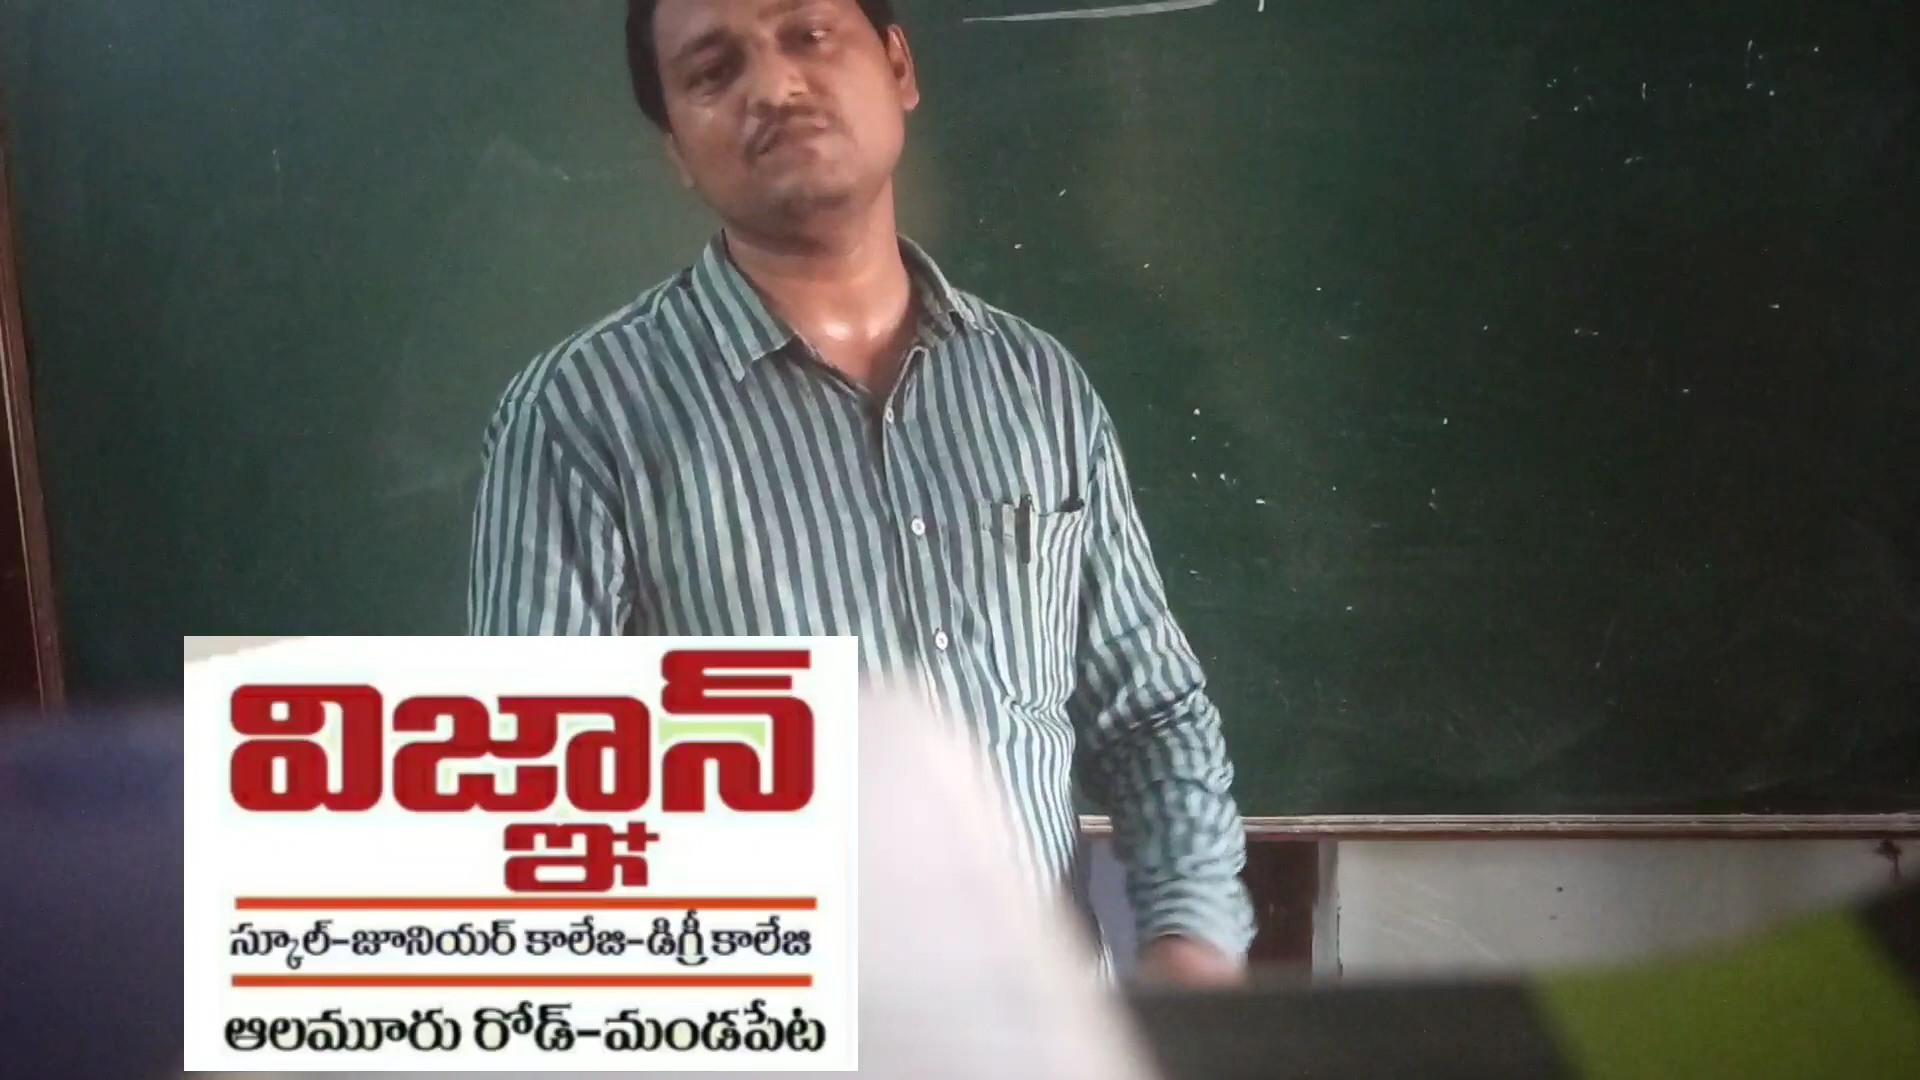 విజ్ఞాన్
స్కూల్-జూనియర్ కాలేజి-డిగ్రీ కాలేజి
ఆలమూరు రోడ్-మండపేట